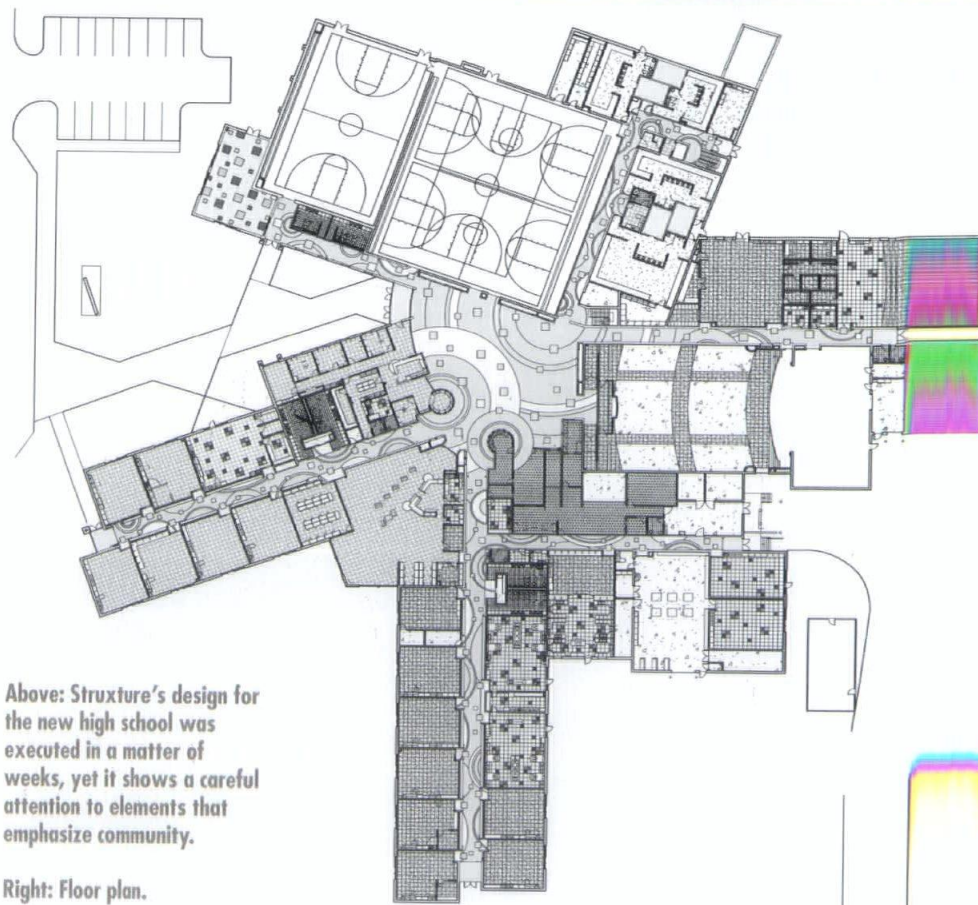 Above: Struxture's design for
the new high school was
executed in a matter of
weeks, yet it shows a careful
attention to elements that
emphasize community.
Right: Floor plan.